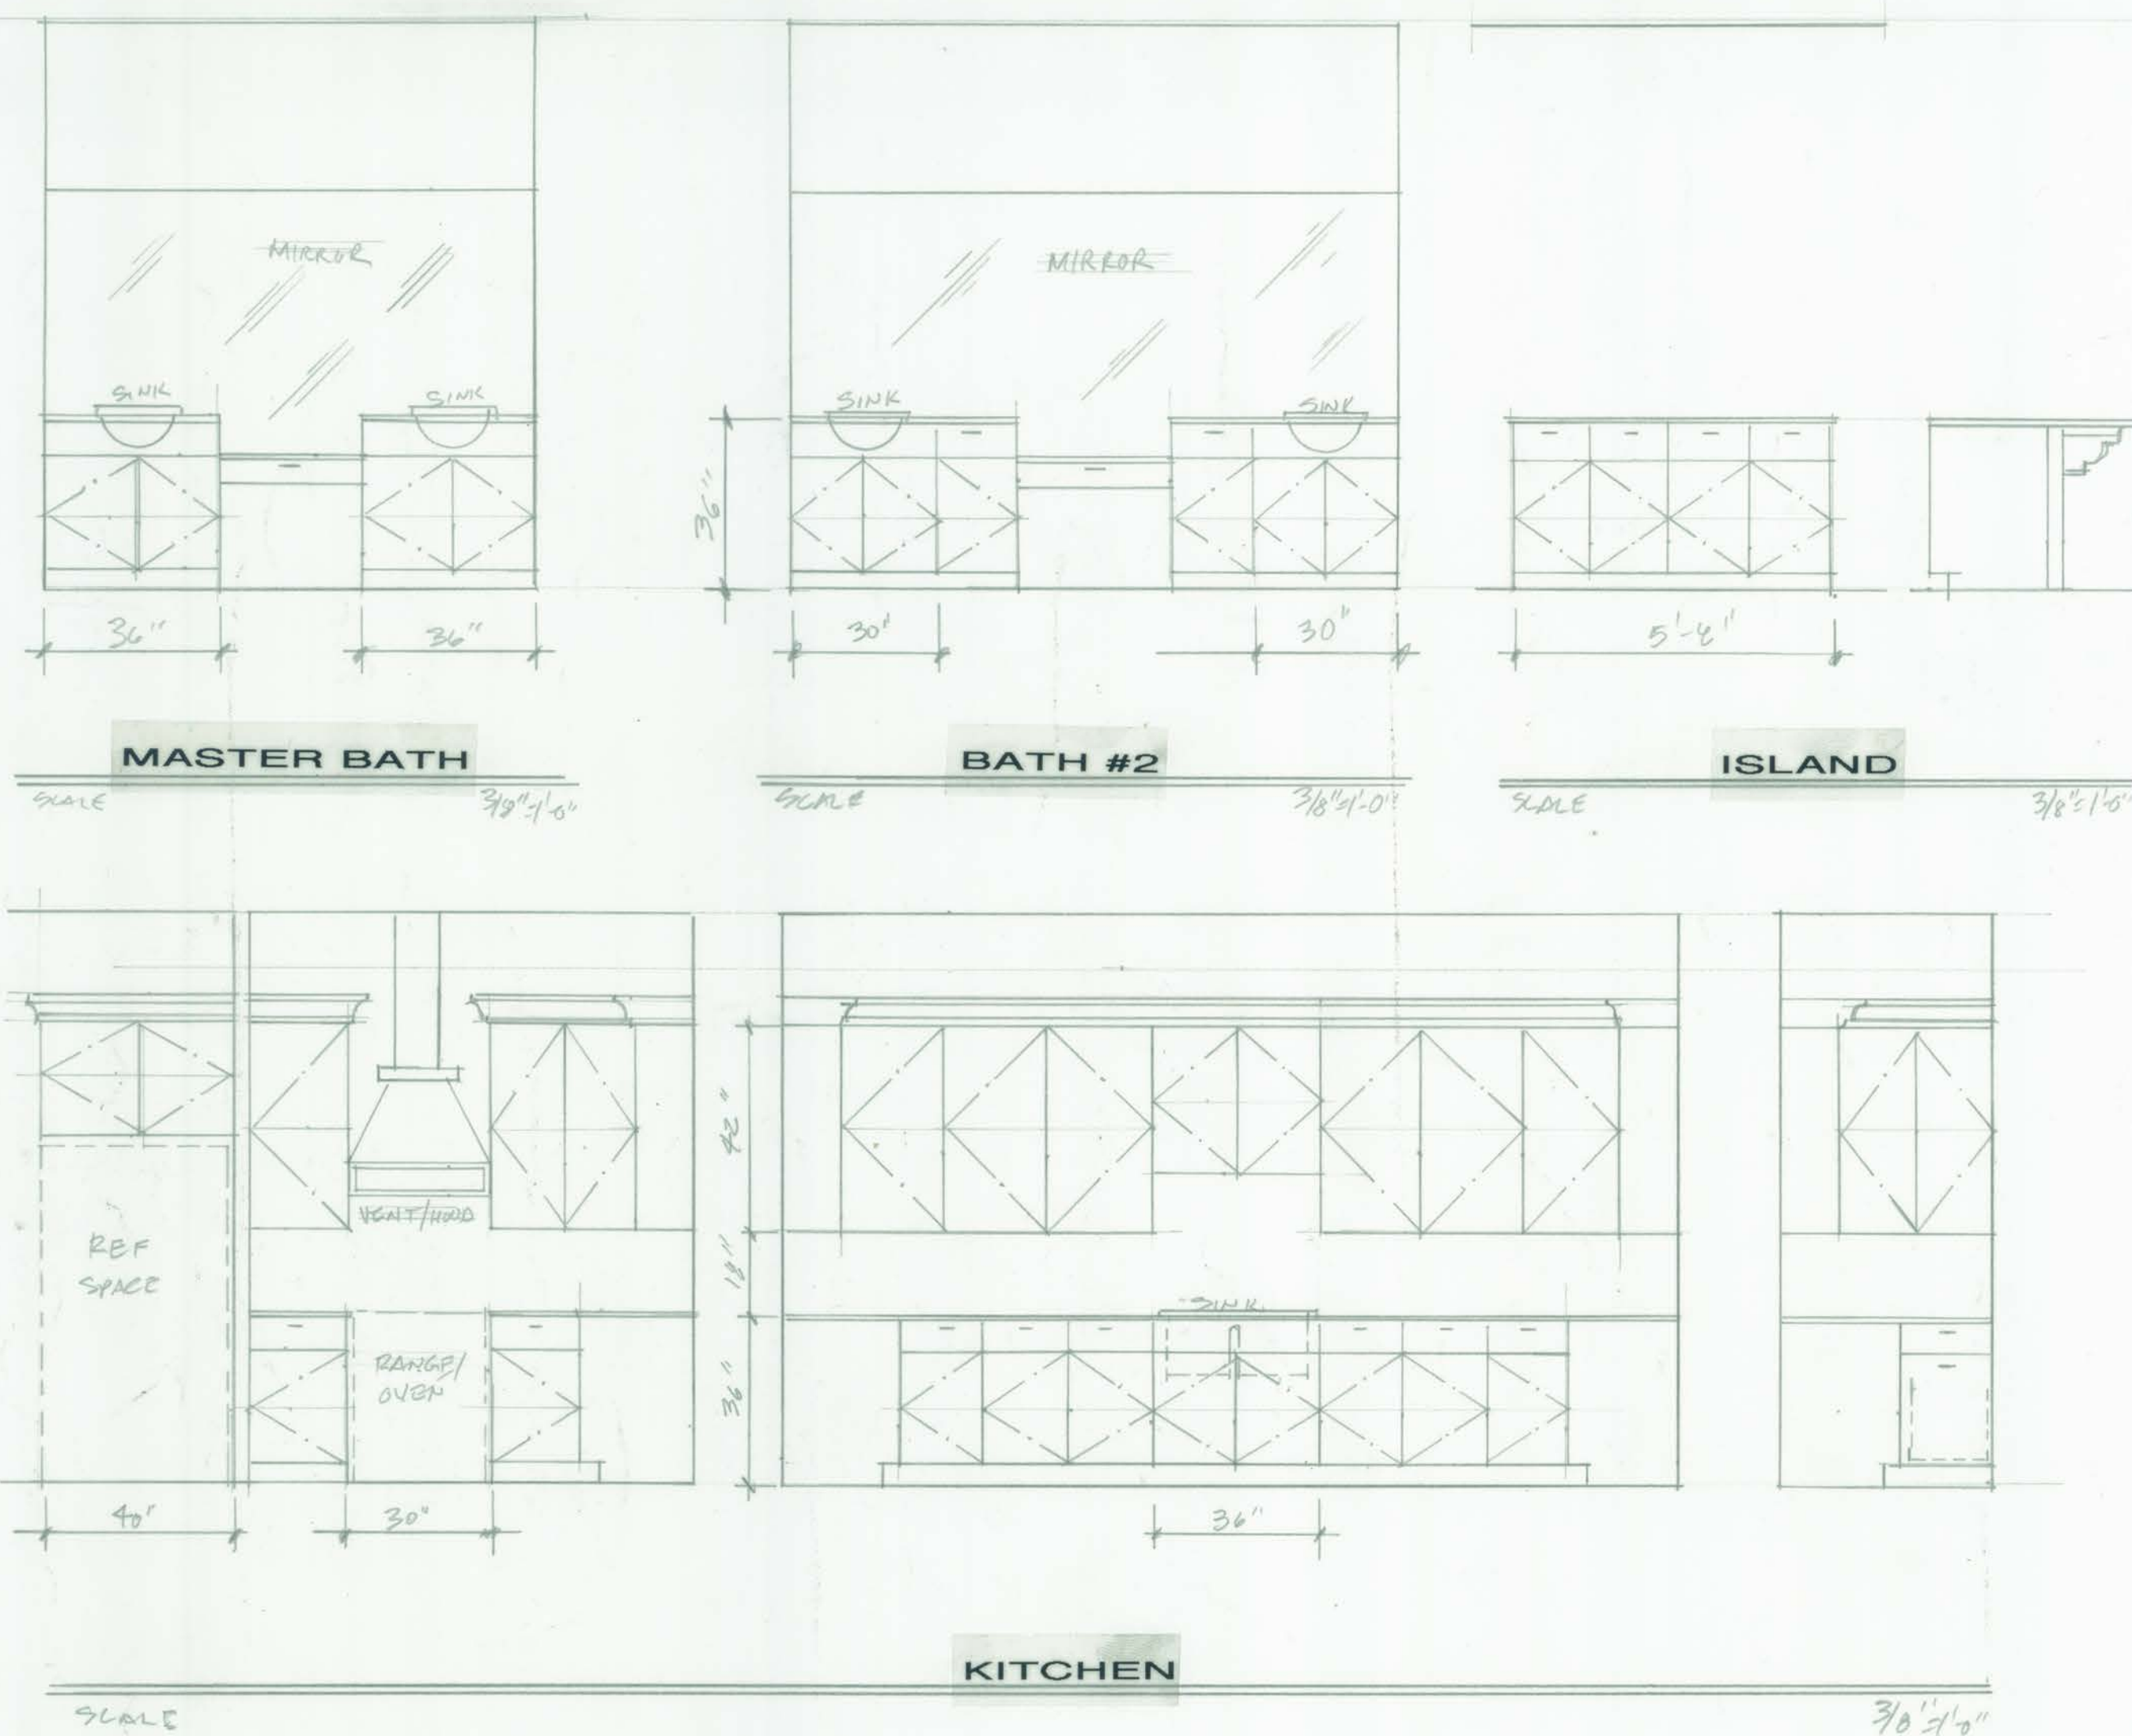 MIRROR
SINK
SINK
36"
36"
MASTER BATH
SCALE
3/8"=1'-0"
MIRROR
SINK
SINK
36"
30"
30"
BATH #2
SCALE
3/8"=1'-0"
ISLAND
SCALE
3/8"=1'-0"
REF
SPACE
VENT/HOOD
RANGE/
OVEN
40"
30"
42"
18"
36"
SINK
36"
KITCHEN
SCALE
3/8"=1'-0"